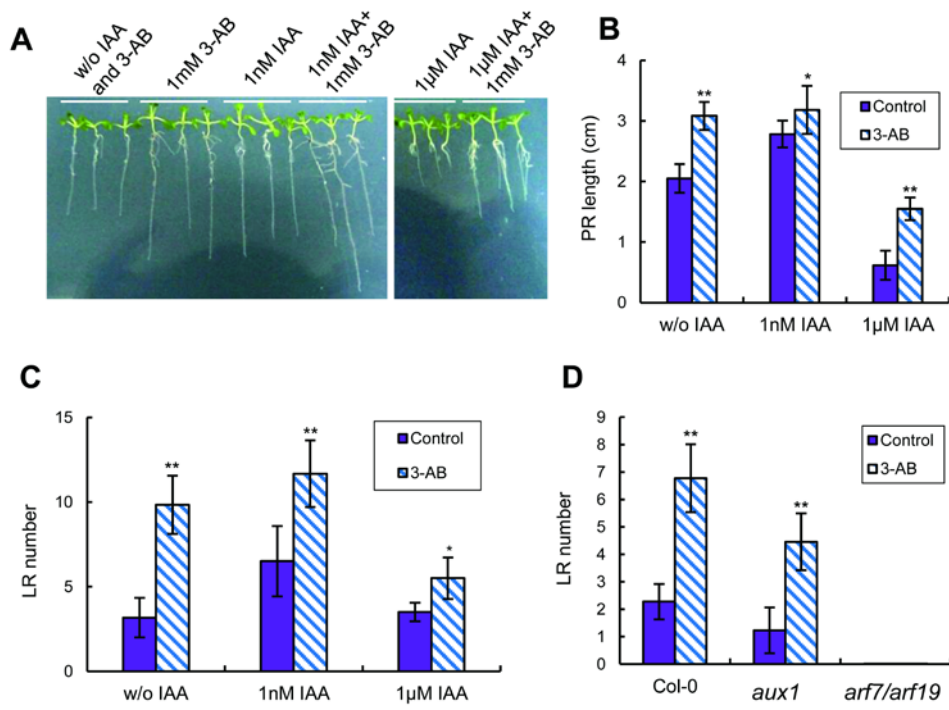 A
w/o IAA
and 3-AB
1mM 3-AB
1nM IAA
1nM IAA+
1mM 3-AB
1µM IAA
1µM IAA+
1mM 3-AB
B
PR length (cm)
4
3
2
1
0
**
*
**
Control
3-AB
w/o IAA
1nM IAA
1µM IAA
C
LR number
15
10
5
0
**
**
*
Control
3-AB
w/o IAA
1nM IAA
1µM IAA
D
LR number
9
8
7
6
5
4
3
2
1
0
**
**
Control
3-AB
Col-0
aux1
arf7/arf19